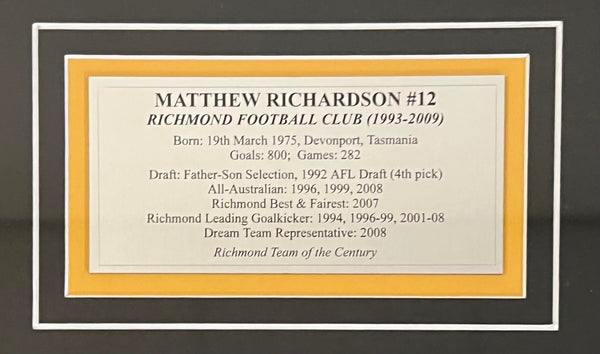 MATTHEW RICHARDSON #12
RICHMOND FOOTBALL CLUB (1993-2009)
Born: 19th March 1975, Devonport, Tasmania
Goals: 800; Games: 282
Draft: Father-Son Selection, 1992 AFL Draft (4th pick)
All-Australian: 1996, 1999, 2008
Richmond Best & Fairest: 2007
Richmond Leading Goalkicker: 1994, 1996-99, 2001-08
Dream Team Representative: 2008
Richmond Team of the Century